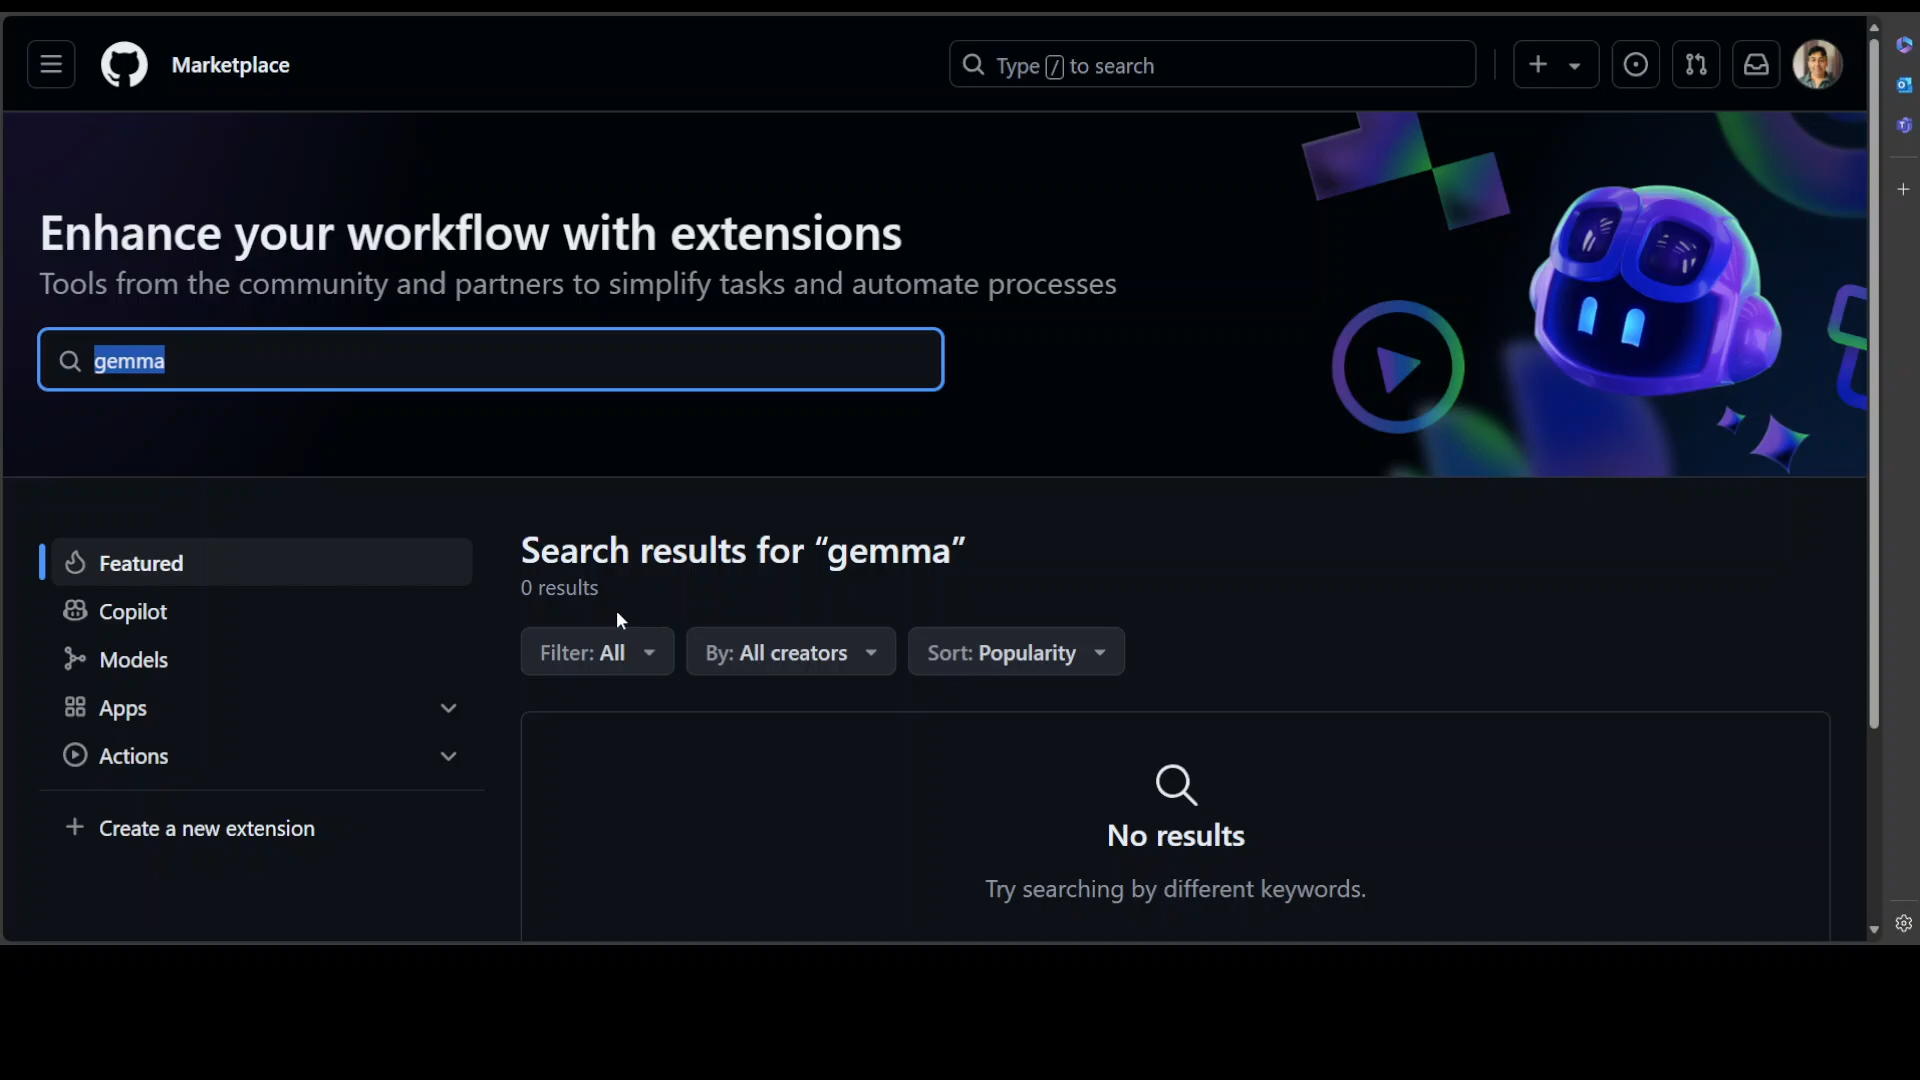 Marketplace
Type / to search
Enhance your workflow with extensions
Tools from the community and partners to simplify tasks and automate processes
gemma
Featured
Copilot
Models
Apps
Actions
Create a new extension
Search results for “gemma”
0 results
Filter: All
By: All creators
Sort: Popularity
No results
Try searching by different keywords.